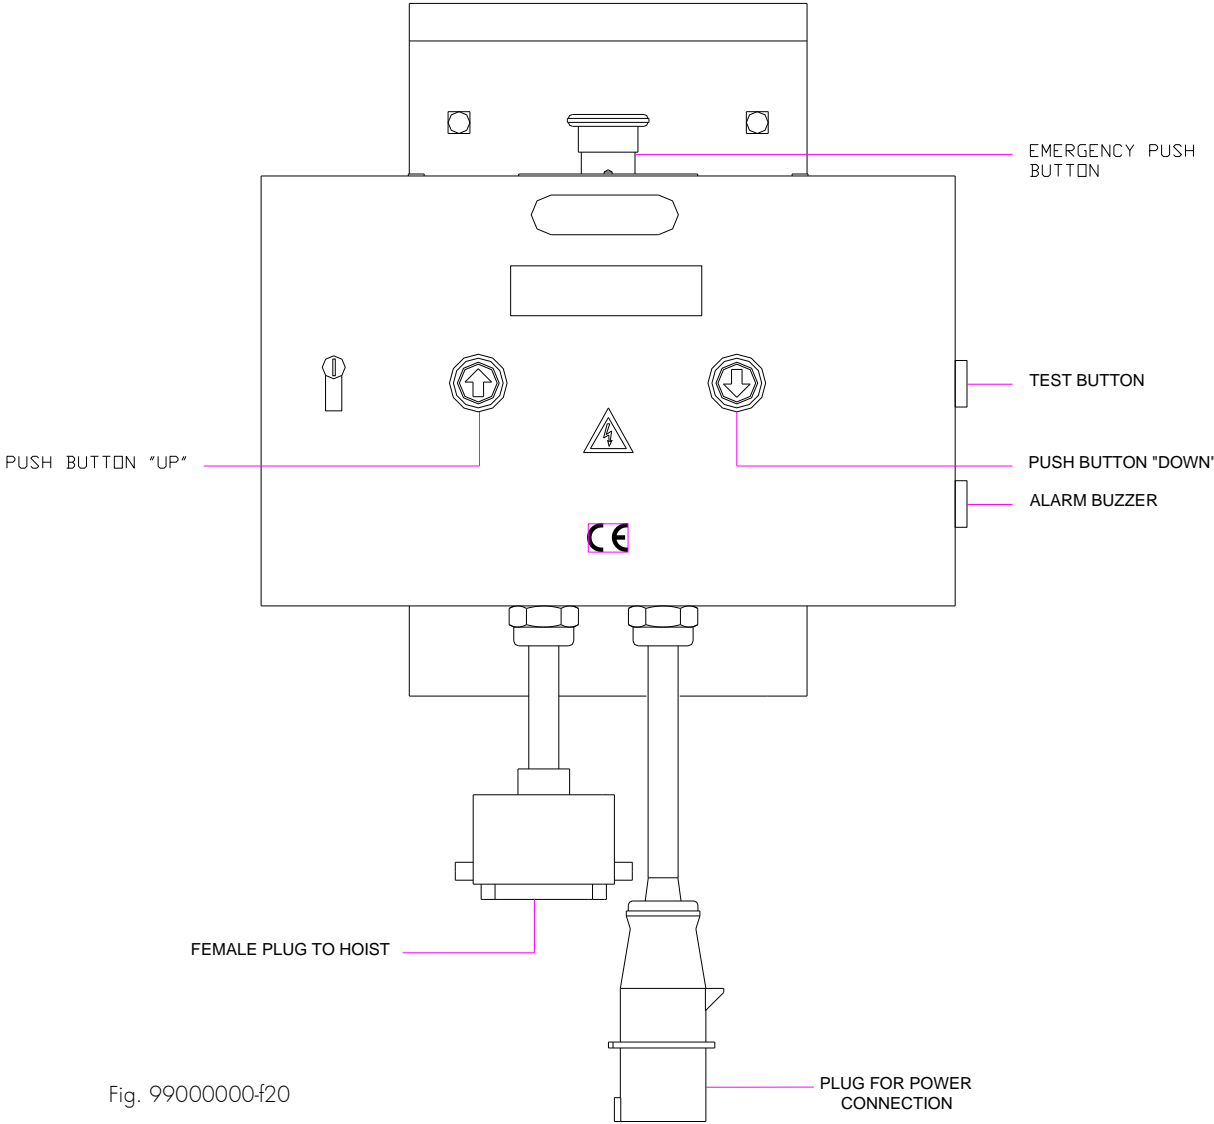 EMERGENCY PUSH
BUTTON
TEST BUTTON
PUSH BUTTON "UP"
PUSH BUTTON "DOWN'
ALARM BUZZER
CE
FEMALE PLUG TO HOIST
Fig. 99000000-f20
PLUG FOR POWER
CONNECTION